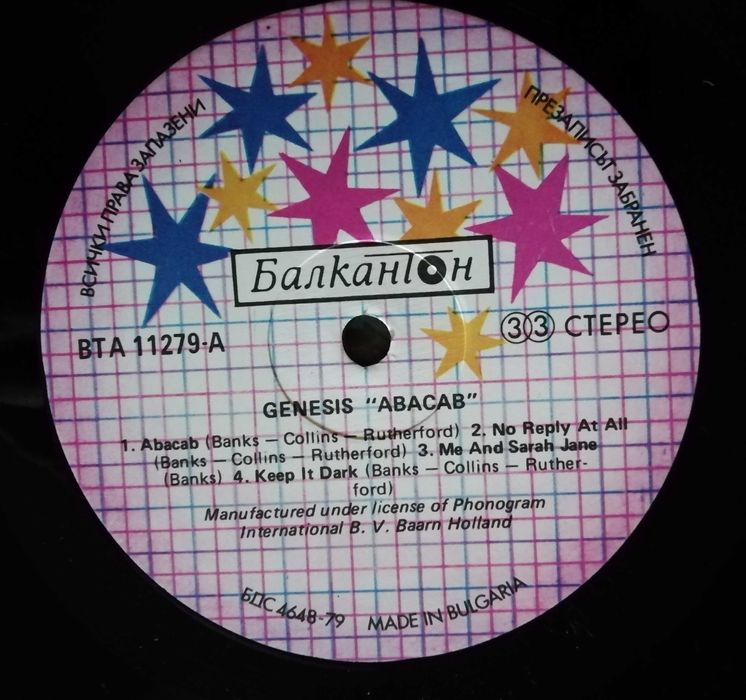 ВСИЧКИ ПРАВА ЗАПАЗЕНИ
ПРЕЗАПИСЪТ ЗАБРАНЕН
Балкантон
ВТА 11279-А
33 СТЕРЕО
GENESIS "ABACAB"
1. Abacab (Banks — Collins — Rutherford) 2. No Reply At All
(Banks — Collins — Rutherford) 3. Me And Sarah Jane
(Banks) 4. Keep It Dark (Banks — Collins — Ruther-
ford)
Manufactured under license of Phonogram
International B. V. Baarn Holland
БДС 4648-79
MADE IN BULGARIA